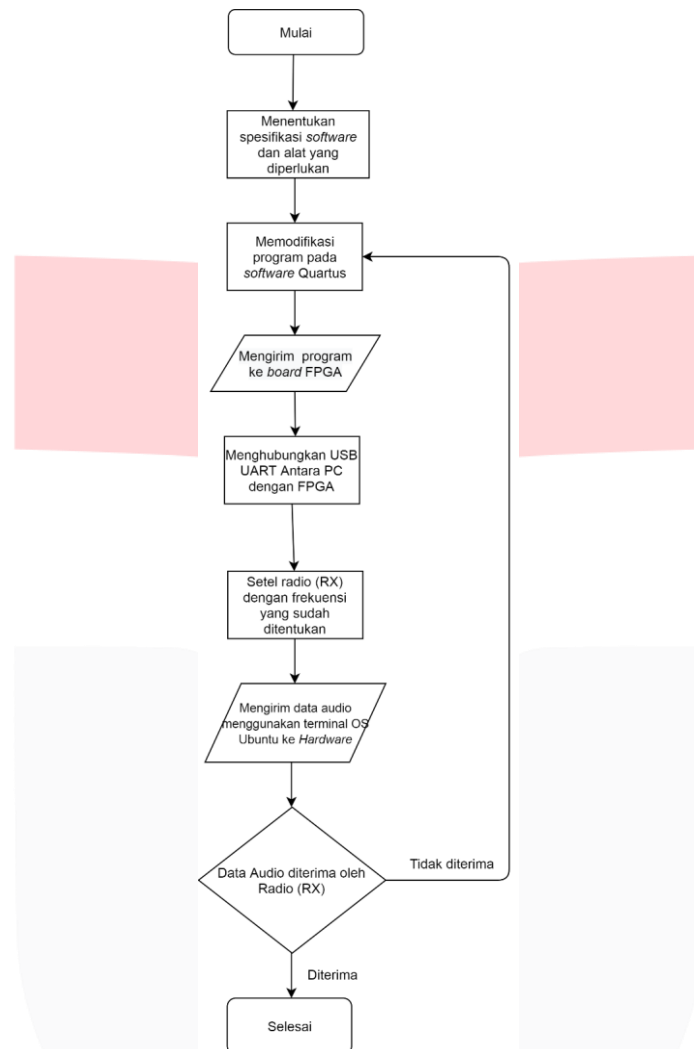 Mulai
Menentukan
spesifikasi software
dan alat yang
diperlukan
Memodifikasi
program pada
software Quartus
Mengirim program
ke board FPGA
Menghubungkan USB
UART Antara PC
dengan FPGA
Setel radio (RX)
dengan frekuensi
yang sudah
ditentukan
Mengirim data audio
menggunakan terminal OS
Ubuntu ke Hardware
Data Audio diterima oleh
Radio (RX)
Tidak diterima
Diterima
Selesai